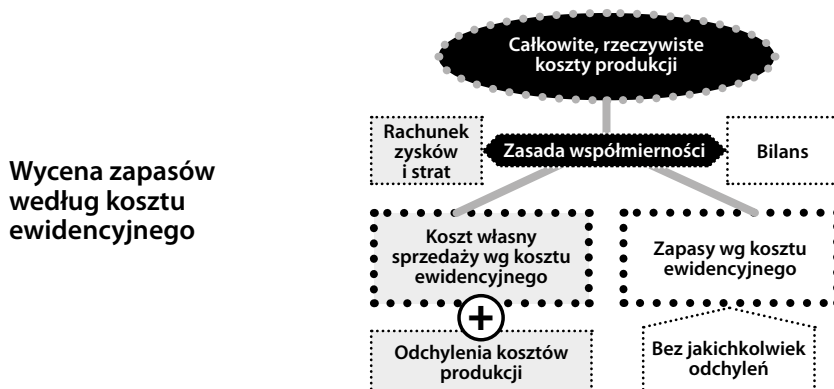 Wycena zapasów
według kosztu
ewidencyjnego
Całkowite, rzeczywiste
koszty produkcji
Rachunek
zysków
i strat
Zasada współmierności
Bilans
Koszt własny
sprzedaży wg kosztu
ewidencyjnego
Zapasy wg kosztu
ewidencyjnego
+
Odchylenia kosztów
produkcji
Bez jakichkolwiek
odchyleń